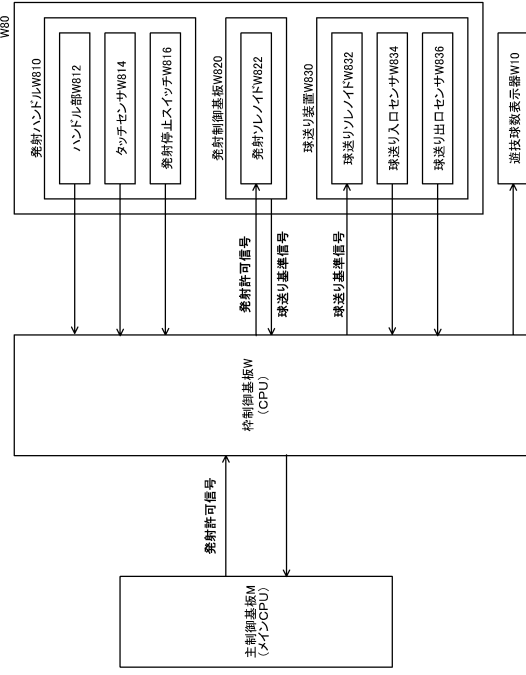 W80
発射ハンドルW810
ハンドル部W812
タッチセンサW814
発射停止スイッチW816
発射制御基板W820
発射ソレノイドW822
球送り装置W830
球送りソレノイドW832
球送り入口センサW834
球送り出口センサW836
遊技球数表示器W10
発射許可信号
球送り基準信号
球送り基準信号
枠制御基板W
(CPU)
発射許可信号
主制御基板M
(メインCPU)